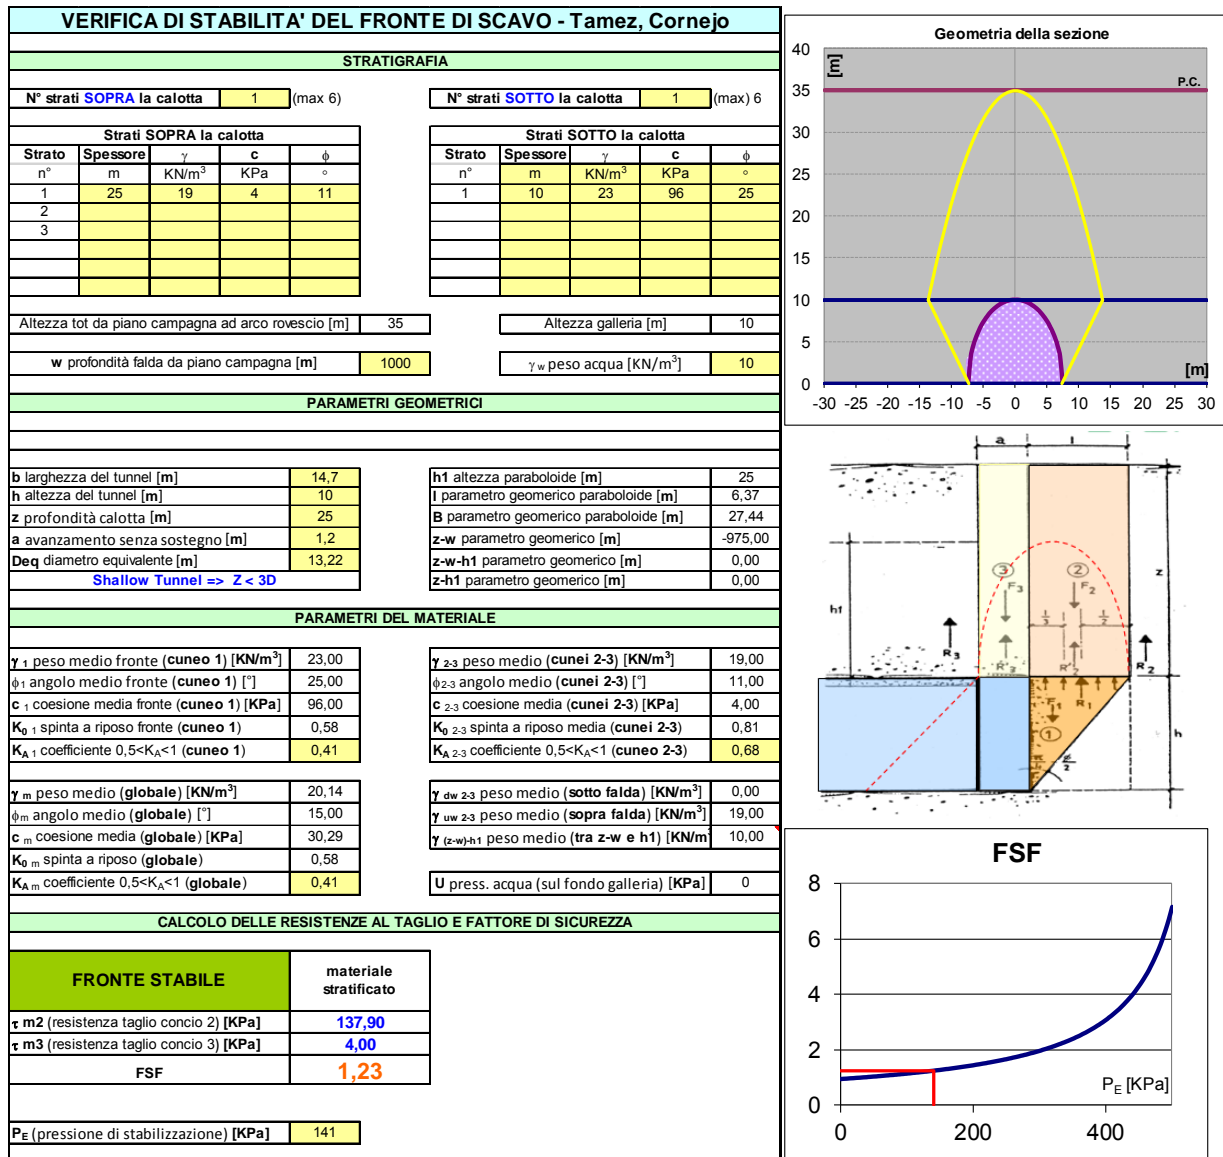 VERIFICA DI STABILITA' DEL FRONTE DI SCAVO - Tamez, Cornejo
STRATIGRAFIA
N° strati SOPRA la calotta 1 (max 6)
N° strati SOTTO la calotta 1 (max) 6
Strati SOPRA la calotta
Strato Spessore γ c ϕ
n° m KN/m³ KPa °
1 25 19 4 11
2
3
Strati SOTTO la calotta
Strato Spessore γ c ϕ
n° m KN/m³ KPa °
1 10 23 96 25
Altezza tot da piano campagna ad arco rovescio [m] 35
Altezza galleria [m] 10
w profondità falda da piano campagna [m] 1000
γ w peso acqua [KN/m³] 10
PARAMETRI GEOMETRICI
b larghezza del tunnel [m] 14,7
h altezza del tunnel [m] 10
z profondità calotta [m] 25
a avanzamento senza sostegno [m] 1,2
Deq diametro equivalente [m] 13,22
Shallow Tunnel => Z < 3D
h1 altezza paraboloide [m] 25
l parametro geomerico paraboloide [m] 6,37
B parametro geomerico paraboloide [m] 27,44
z-w parametro geomerico [m] -975,00
z-w-h1 parametro geomerico [m] 0,00
z-h1 parametro geomerico [m] 0,00
PARAMETRI DEL MATERIALE
γ 1 peso medio fronte (cuneo 1) [KN/m³] 23,00
ϕ1 angolo medio fronte (cuneo 1) [°] 25,00
c 1 coesione media fronte (cuneo 1) [KPa] 96,00
K0 1 spinta a riposo fronte (cuneo 1) 0,58
KA 1 coefficiente 0,5<KA<1 (cuneo 1) 0,41
γ 2-3 peso medio (cunei 2-3) [KN/m³] 19,00
ϕ2-3 angolo medio (cunei 2-3) [°] 11,00
c 2-3 coesione media (cunei 2-3) [KPa] 4,00
K0 2-3 spinta a riposo media (cunei 2-3) 0,81
KA 2-3 coefficiente 0,5<KA<1 (cuneo 2-3) 0,68
γ m peso medio (globale) [KN/m³] 20,14
ϕm angolo medio (globale) [°] 15,00
c m coesione media (globale) [KPa] 30,29
K0 m spinta a riposo (globale) 0,58
KA m coefficiente 0,5<KA<1 (globale) 0,41
γ dw 2-3 peso medio (sotto falda) [KN/m³] 0,00
γ uw 2-3 peso medio (sopra falda) [KN/m³] 19,00
γ (z-w)-h1 peso medio (tra z-w e h1) [KN/m 10,00
U press. acqua (sul fondo galleria) [KPa] 0
CALCOLO DELLE RESISTENZE AL TAGLIO E FATTORE DI SICUREZZA
FRONTE STABILE
materiale
stratificato
τ m2 (resistenza taglio concio 2) [KPa] 137,90
τ m3 (resistenza taglio concio 3) [KPa] 4,00
FSF 1,23
PE (pressione di stabilizzazione) [KPa] 141
Geometria della sezione
[m]
P.C.
40
35
30
25
20
15
10
5
0
[m]
-30 -25 -20 -15 -10 -5 0 5 10 15 20 25 30
a l
3 2
F3 F2
z
h1
l/3 l/2
R3 R'3 R'2 R2
F1 R1
1
h
FSF
8
6
4
2
0
PE [KPa]
0 200 400